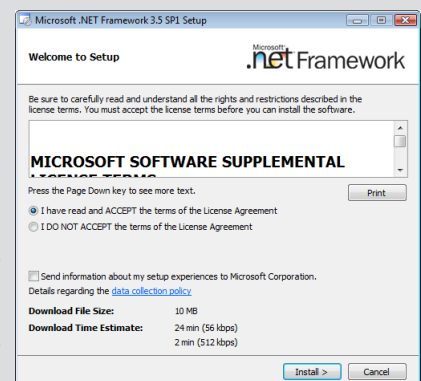 Microsoft .NET Framework 3.5 SP1 Setup
Welcome to Setup
Microsoft
.net Framework
Be sure to carefully read and understand all the rights and restrictions described in the
license terms. You must accept the license terms before you can install the software.
MICROSOFT SOFTWARE SUPPLEMENTAL
LICENSE TERMS
Press the Page Down key to see more text.
Print
I have read and ACCEPT the terms of the License Agreement
I DO NOT ACCEPT the terms of the License Agreement
Send information about my setup experiences to Microsoft Corporation.
Details regarding the data collection policy
Download File Size: 10 MB
Download Time Estimate: 24 min (56 kbps)
2 min (512 kbps)
Install > Cancel